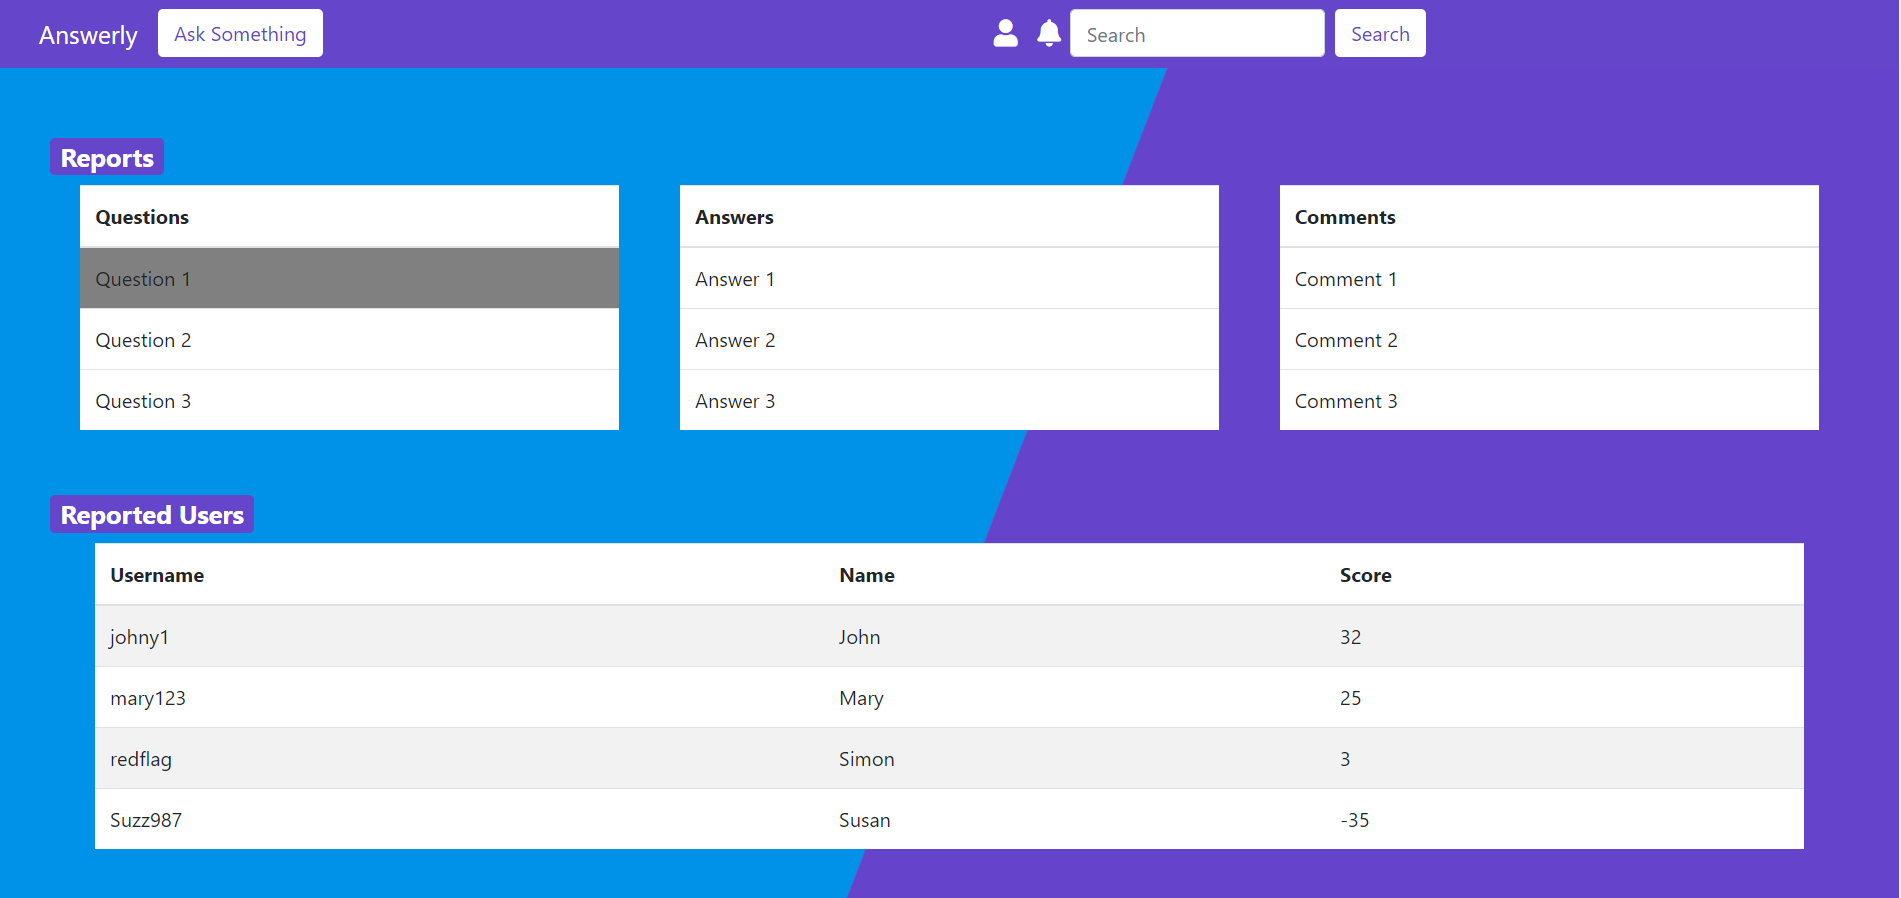 Answerly Ask Something Search Search
Reports
Questions Answers Comments
Question 1 Answer 1 Comment 1
Question 2 Answer 2 Comment 2
Question 3 Answer 3 Comment 3
Reported Users
Username Name Score
johny1 John 32
mary123 Mary 25
redflag Simon 3
Suzz987 Susan -35